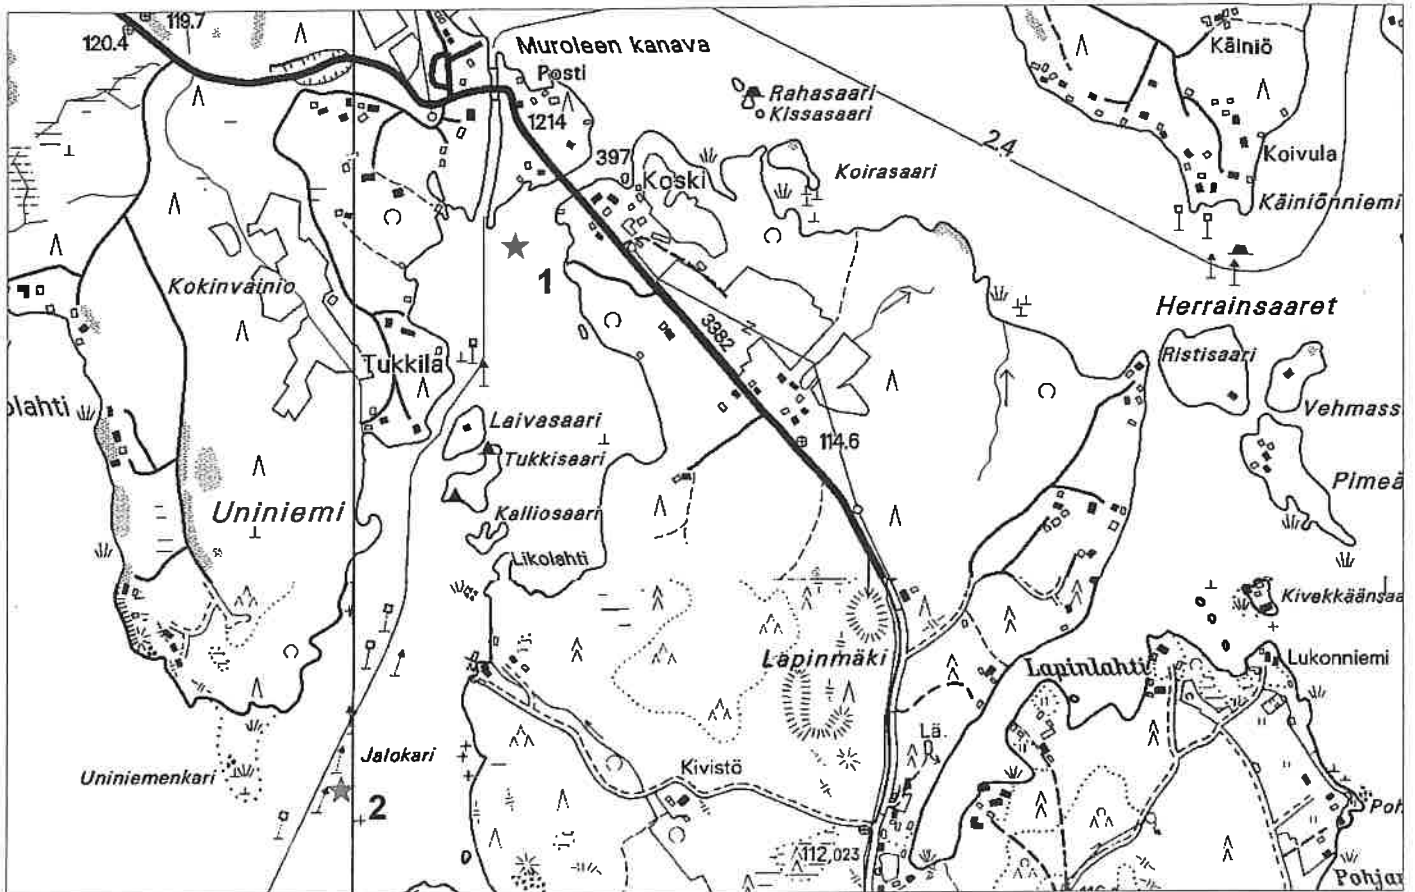 119.7
120.4
Muroleen kanava
Posti
1214
397
Koski
Rahasaari
Kissasaari
Koirasaari
2.4
Käiniö
Koivula
Käiniönniemi
Kokinvainio
1
Herrainsaaret
3382
Ristisaari
Tukkila
olahti
Vehmass
Laivasaari
114.6
Tukkisaari
Pimeä
Uniniemi
Kalliosaari
Likolahti
Kivekkäänsaa
Lapinmäki
Lapinlahti
Lukonniemi
Lä.
Jalokari
Kivistö
Uniniemenkari
2
Poh
112,023
Pohjan